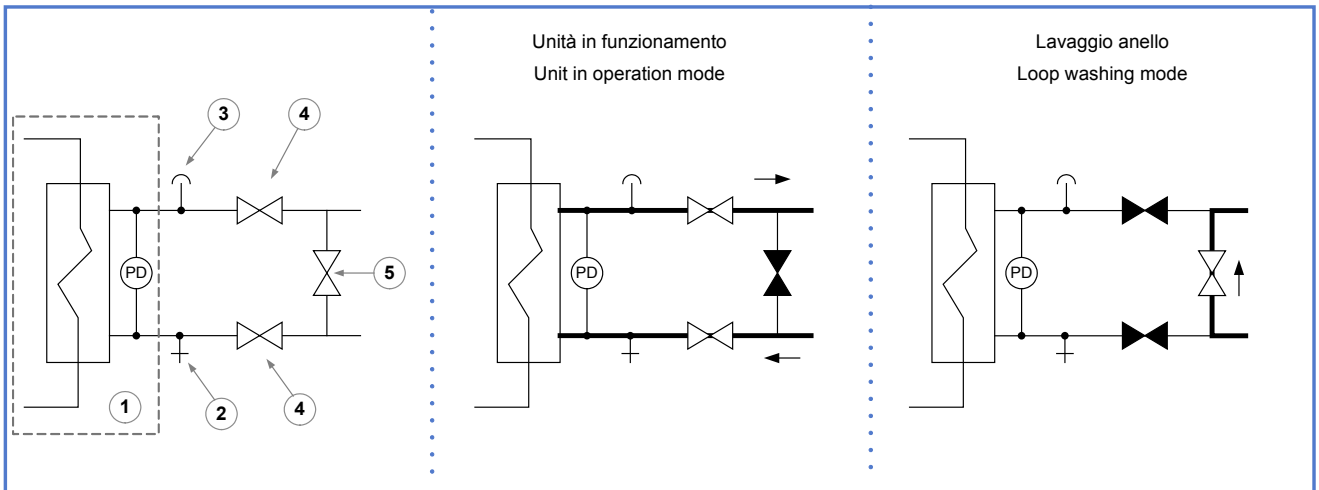 Unità in funzionamento
Unit in operation mode
Lavaggio anello
Loop washing mode
3
4
PD
5
1
2
4
PD
PD